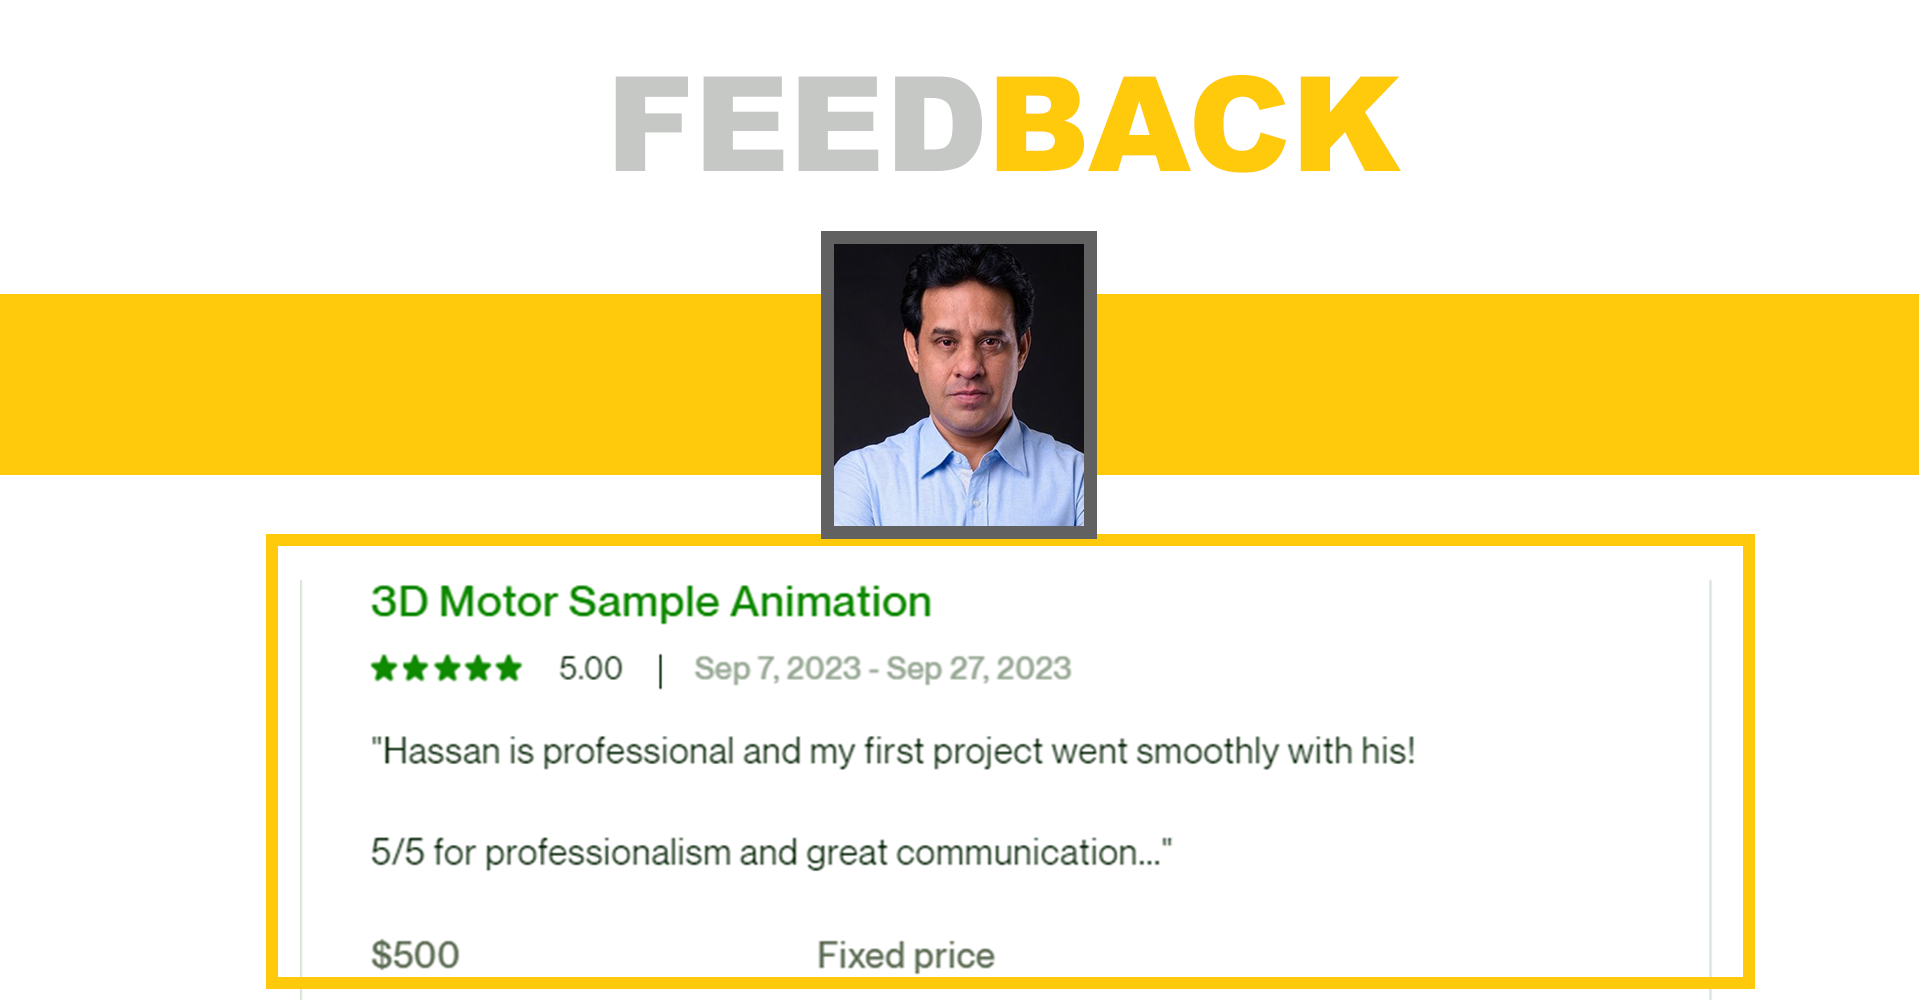 FEEDBACK
3D Motor Sample Animation
5.00 | Sep 7, 2023 - Sep 27, 2023
"Hassan is professional and my first project went smoothly with his!
5/5 for professionalism and great communication..."
$500 Fixed price